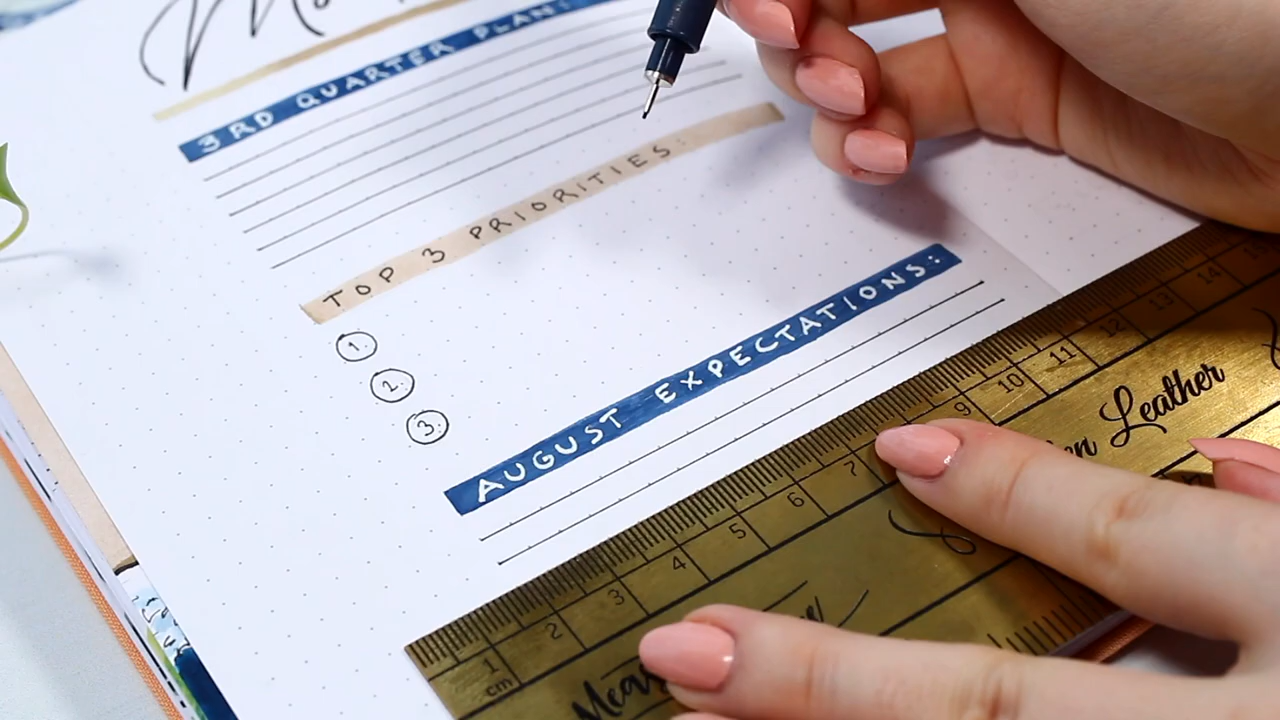 3RD QUARTER PLAN:
TOP 3 PRIORITIES:
1.
2.
3.
AUGUST EXPECTATIONS:
1 2 3 4 5 6 7 9 10 11 12 13 14 15
cm
Leather